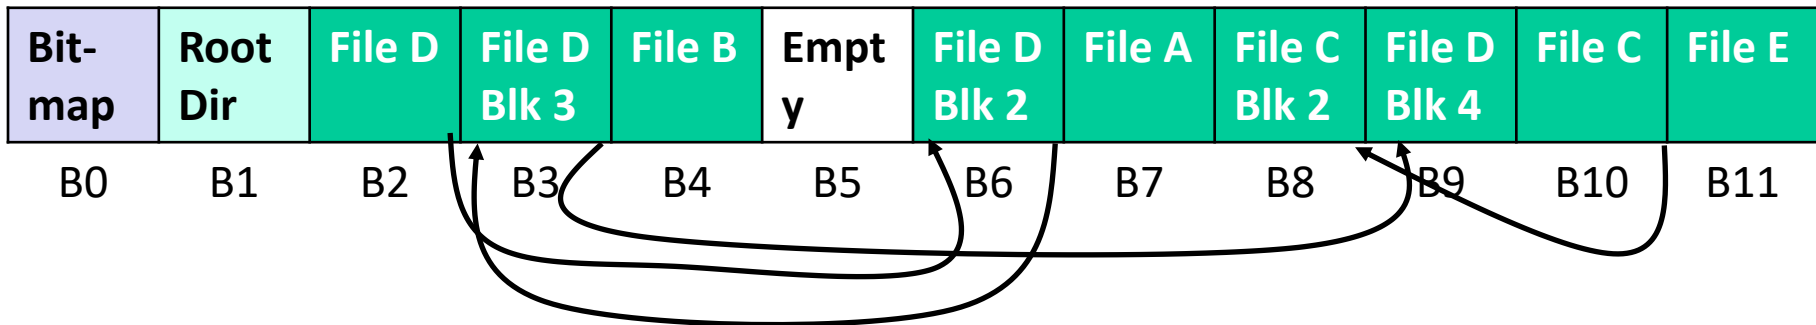 Bit-
map
Root
Dir
File D
File D
Blk 3
File B
Empt
y
File D
Blk 2
File A
File C
Blk 2
File D
Blk 4
File C
File E
B0 B1 B2 B3 B4 B5 B6 B7 B8 B9 B10 B11